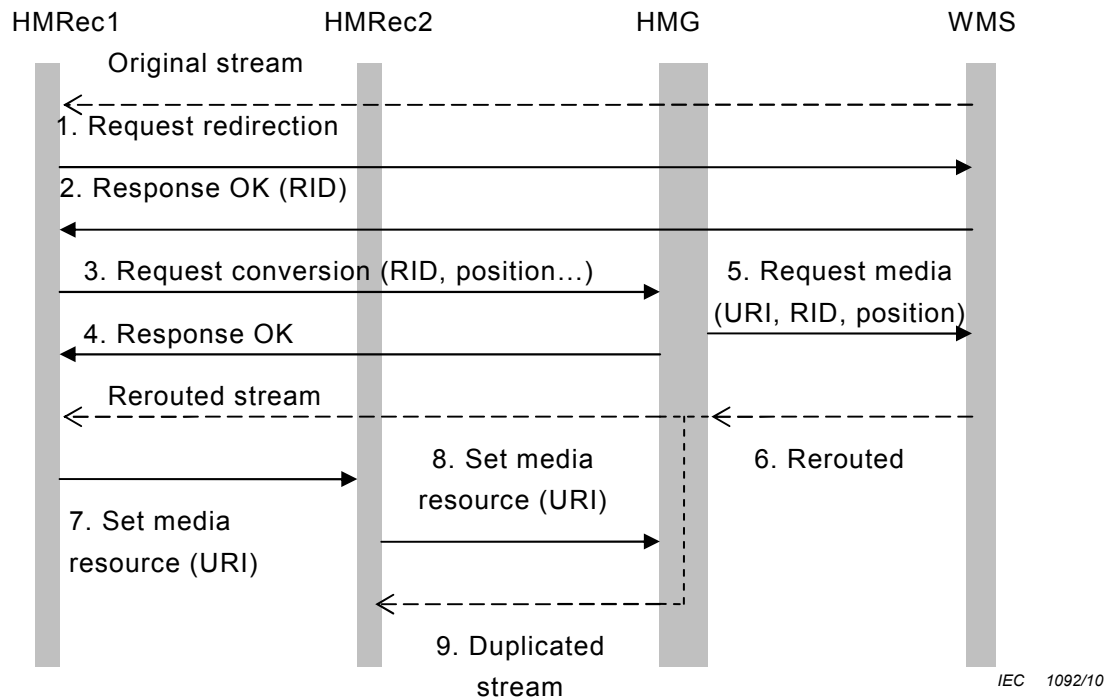 HMRec1 HMRec2 HMG WMS
Original stream
1. Request redirection
2. Response OK (RID)
3. Request conversion (RID, position…)
4. Response OK
5. Request media
(URI, RID, position)
Rerouted stream
6. Rerouted
7. Set media
resource (URI)
8. Set media
resource (URI)
9. Duplicated
stream
IEC 1092/10